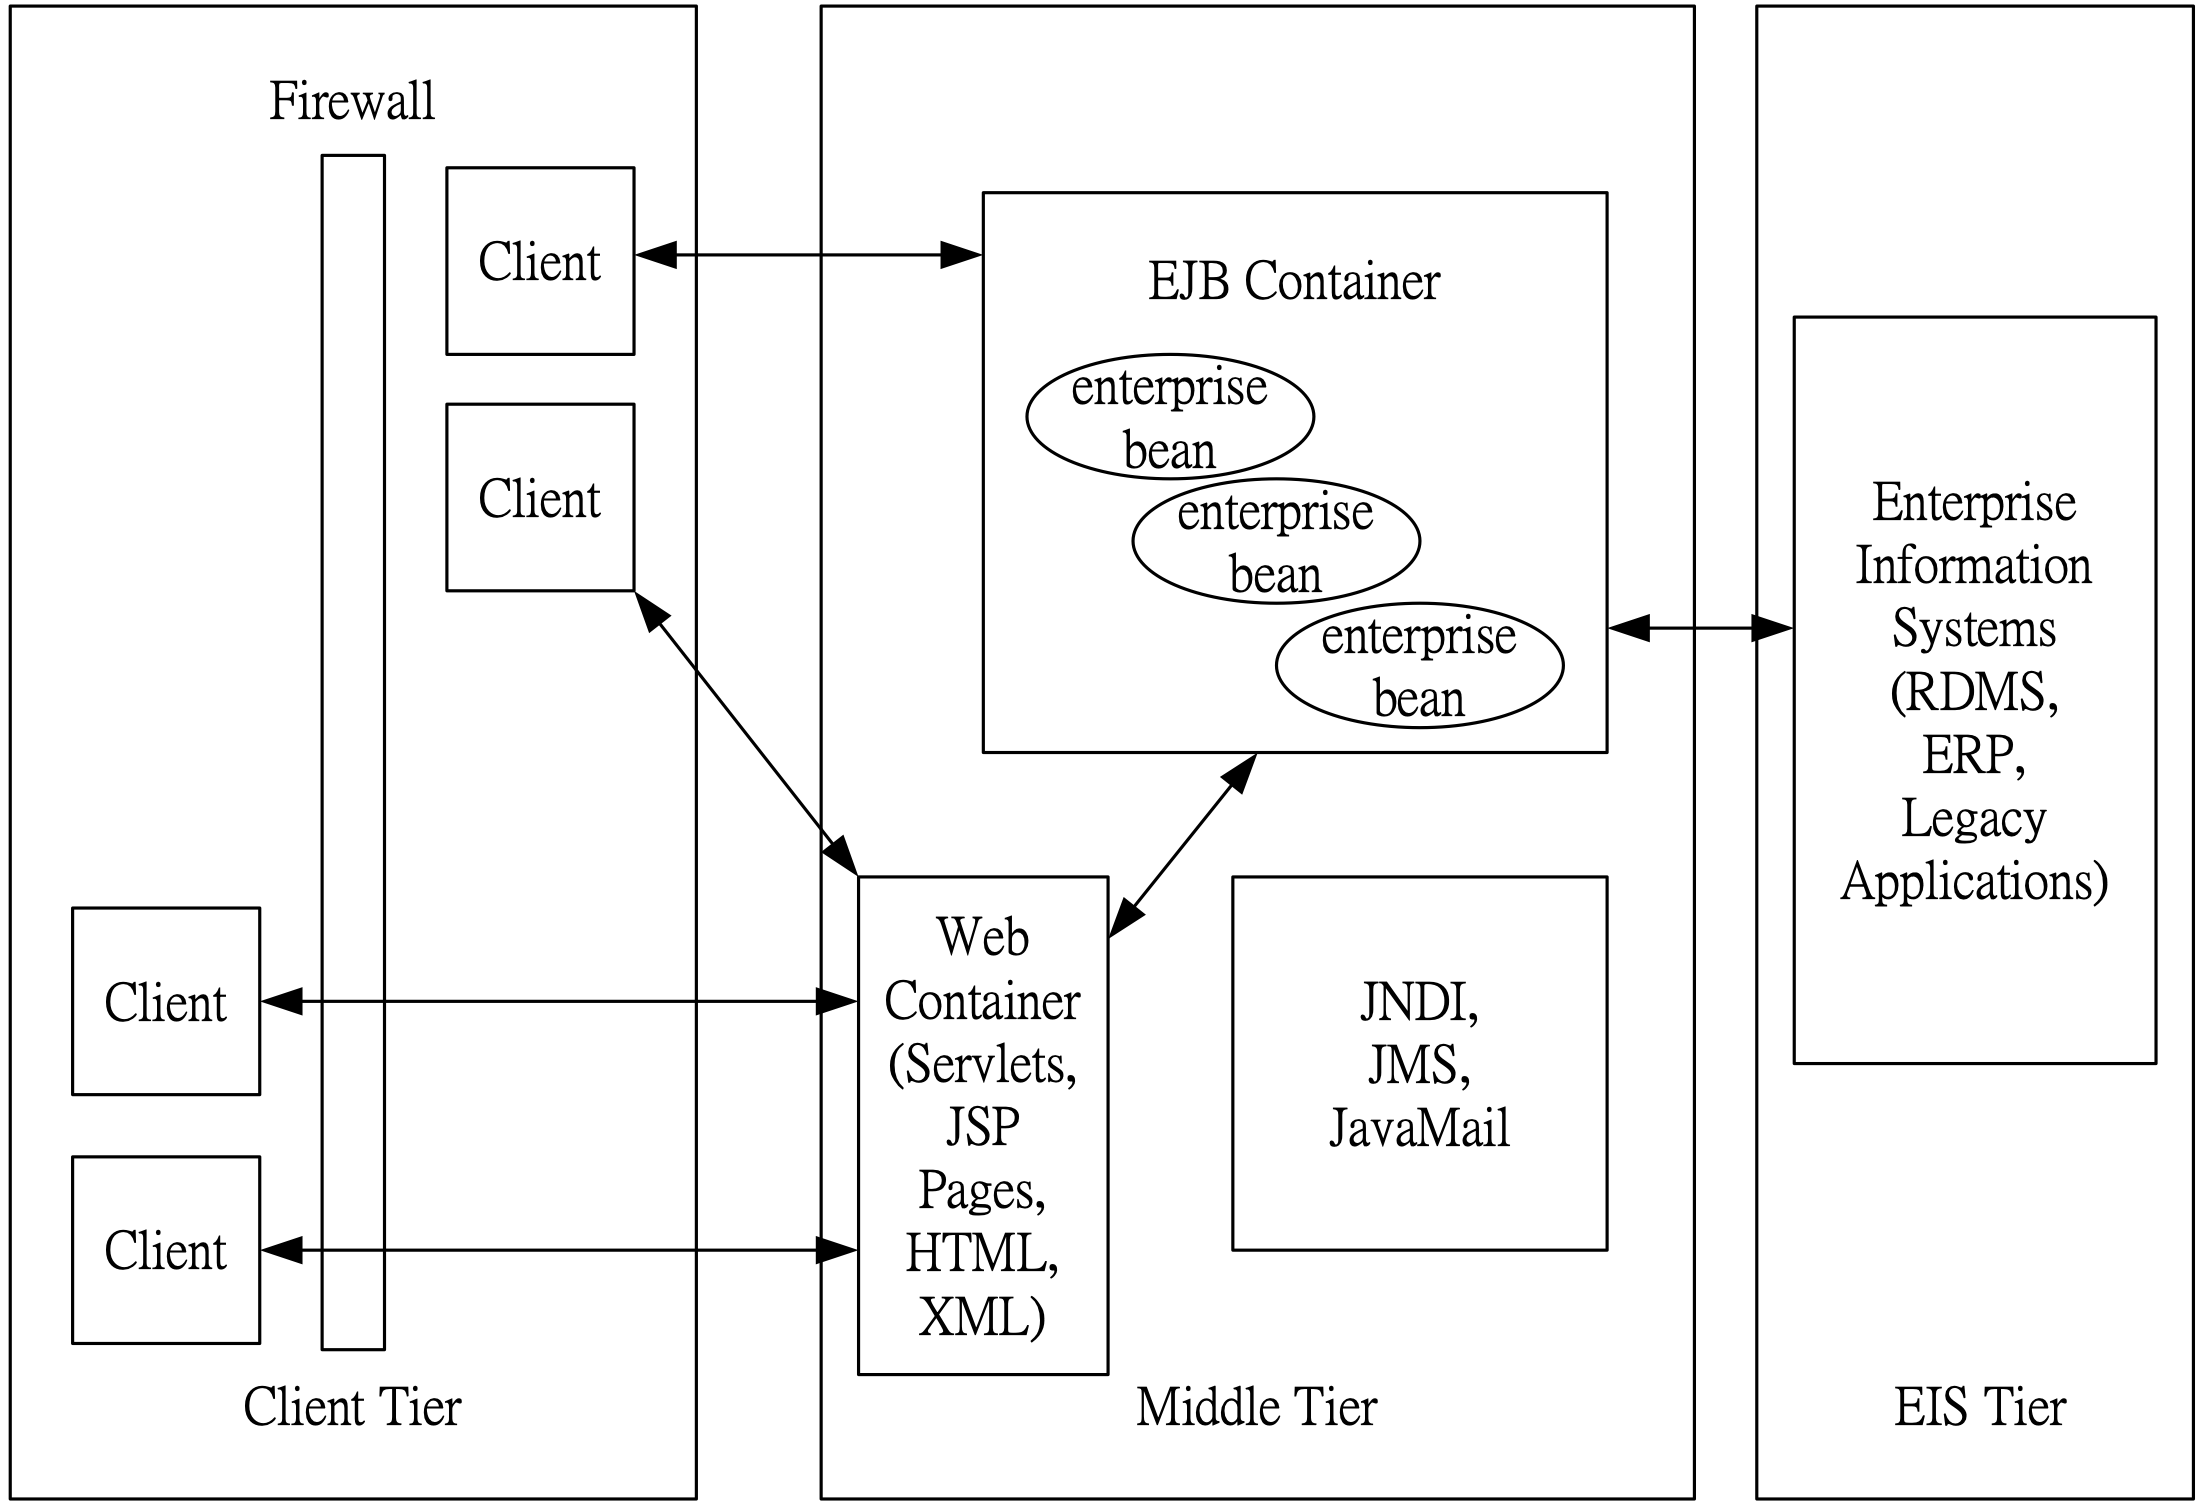 Firewall
Client
Client
Client
Client
Client Tier
EJB Container
enterprise
bean
enterprise
bean
enterprise
bean
Web
Container
(Servlets,
JSP
Pages,
HTML,
XML)
JNDI,
JMS,
JavaMail
Middle Tier
Enterprise
Information
Systems
(RDMS,
ERP,
Legacy
Applications)
EIS Tier